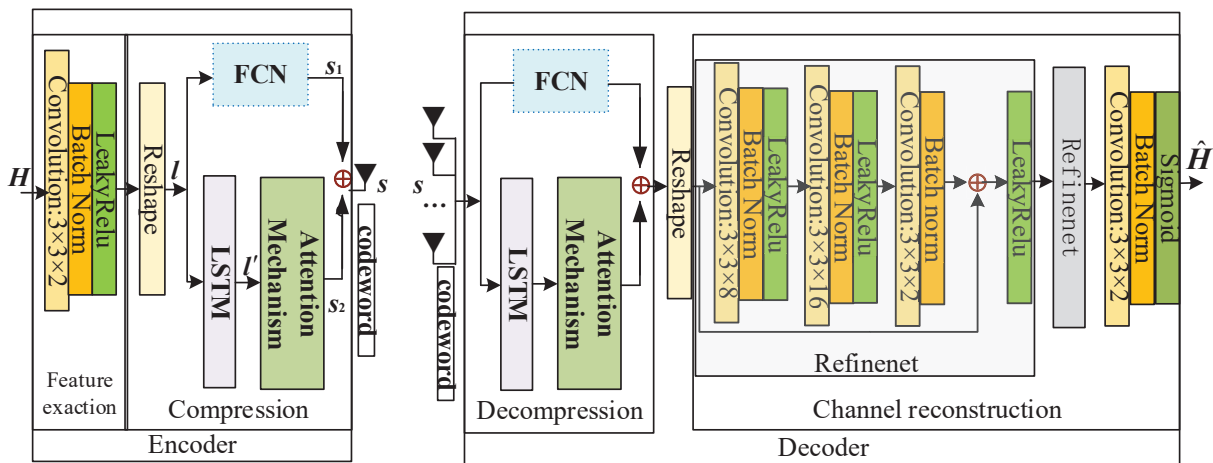 H
Convolution:3×3×2
Batch Norm
LeakyRelu
Feature
exaction
Reshape
l
FCN
s1
LSTM
l′
Attention
Mechanism
s2
s
codeword
Compression
Encoder
s
...
codeword
FCN
LSTM
Attention
Mechanism
Decompression
Reshape
Convolution:3×3×8
Batch Norm
LeakyRelu
Convolution:3×3×16
Batch Norm
LeakyRelu
Convolution:3×3×2
Batch norm
LeakyRelu
Refinenet
Refinenet
Convolution:3×3×2
Batch Norm
Sigmoid
Ĥ
Channel reconstruction
Decoder